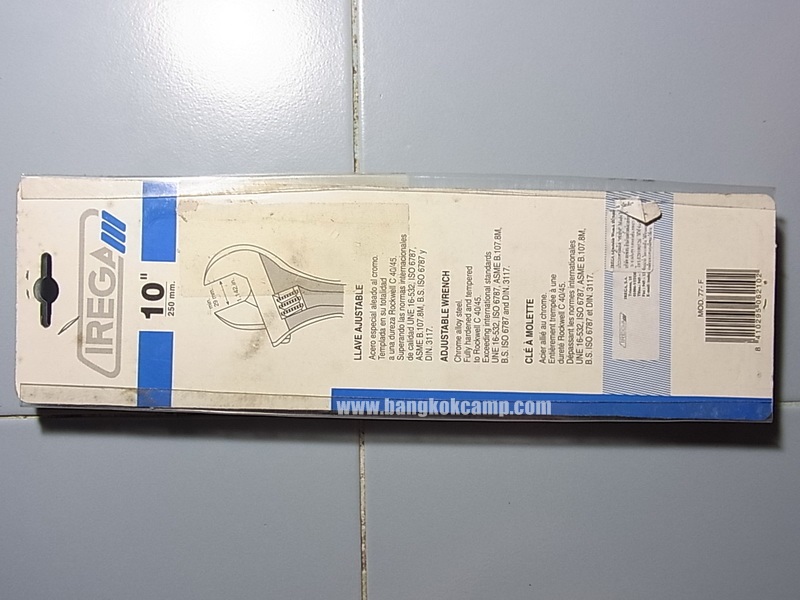 IREGA
10"
250 mm.
LLAVE AJUSTABLE
Acero especial aleado al cromo.
Templada en su totalidad
a una dureza Rockwell C 40/45.
Superando las normas internacionales
de calidad UNE 16-532, ISO 6787,
ASME B.107.8M, B.S. ISO 6787 y
DIN. 3117.
ADJUSTABLE WRENCH
Chrome alloy steel.
Fully hardened and tempered
to Rockwell C 40/45.
Exceeding international standards
UNE 16-532, ISO 6787, ASME B.107.8M,
B.S. ISO 6787 and DIN. 3117.
CLÉ À MOLETTE
Acier allié au chrome.
Entièrement trempée à une
dureté Rockwell C 40/45.
Dépassant les normes internationales
UNE 16-532, ISO 6787, ASME B.107.8M,
B.S. ISO 6787 et DIN. 3117.
IREGA
MOD. 77 F
www.bangkokcamp.com